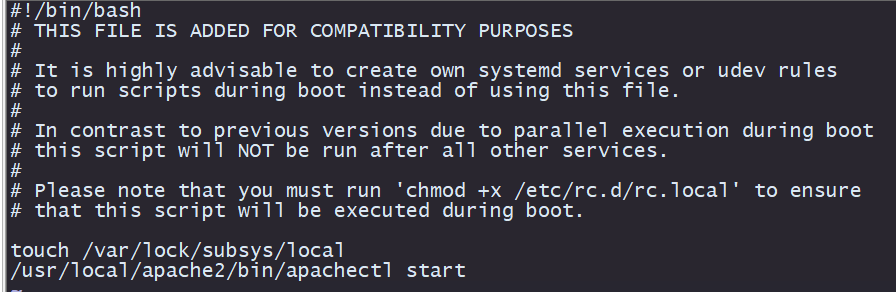 #!/bin/bash
# THIS FILE IS ADDED FOR COMPATIBILITY PURPOSES
#
# It is highly advisable to create own systemd services or udev rules
# to run scripts during boot instead of using this file.
#
# In contrast to previous versions due to parallel execution during boot
# this script will NOT be run after all other services.
#
# Please note that you must run 'chmod +x /etc/rc.d/rc.local' to ensure
# that this script will be executed during boot.

touch /var/lock/subsys/local
/usr/local/apache2/bin/apachectl start
~